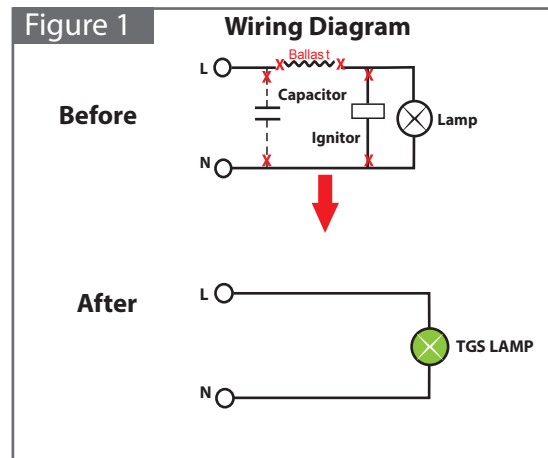 Figure 1
Wiring Diagram
Ballast
L
Capacitor
Before
Lamp
Ignitor
N
L
After
TGS LAMP
N